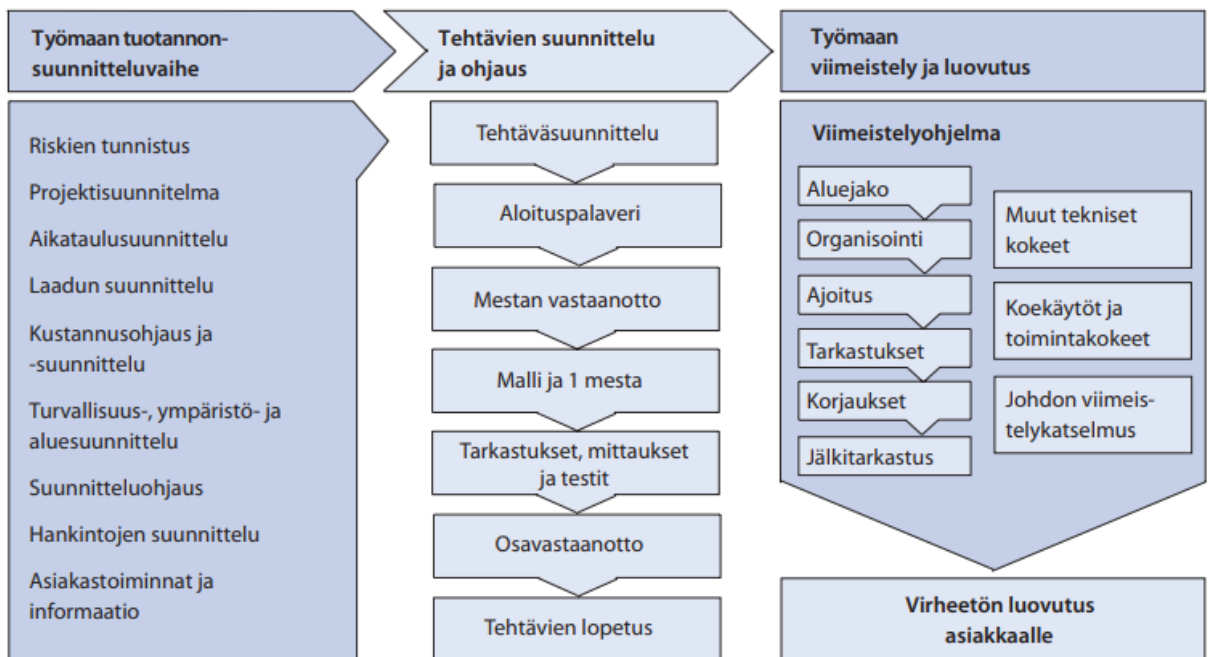 Työmaan tuotannon-
suunnitteluvaihe
Riskien tunnistus
Projektisuunnitelma
Aikataulusuunnittelu
Laadun suunnittelu
Kustannusohjaus ja
-suunnittelu
Turvallisuus-, ympäristö- ja
aluesuunnittelu
Suunnitteluohjaus
Hankintojen suunnittelu
Asiakastoiminnat ja
informaatio
Tehtävien suunnittelu
ja ohjaus
Tehtäväsuunnittelu
Aloituspalaveri
Mestan vastaanotto
Malli ja 1 mesta
Tarkastukset, mittaukset
ja testit
Osavastaanotto
Tehtävien lopetus
Työmaan
viimeistely ja luovutus
Viimeistelyohjelma
Aluejako
Organisointi
Ajoitus
Tarkastukset
Korjaukset
Jälkitarkastus
Muut tekniset
kokeet
Koekäytöt ja
toimintakokeet
Johdon viimeis-
telykatselmus
Virheetön luovutus
asiakkaalle